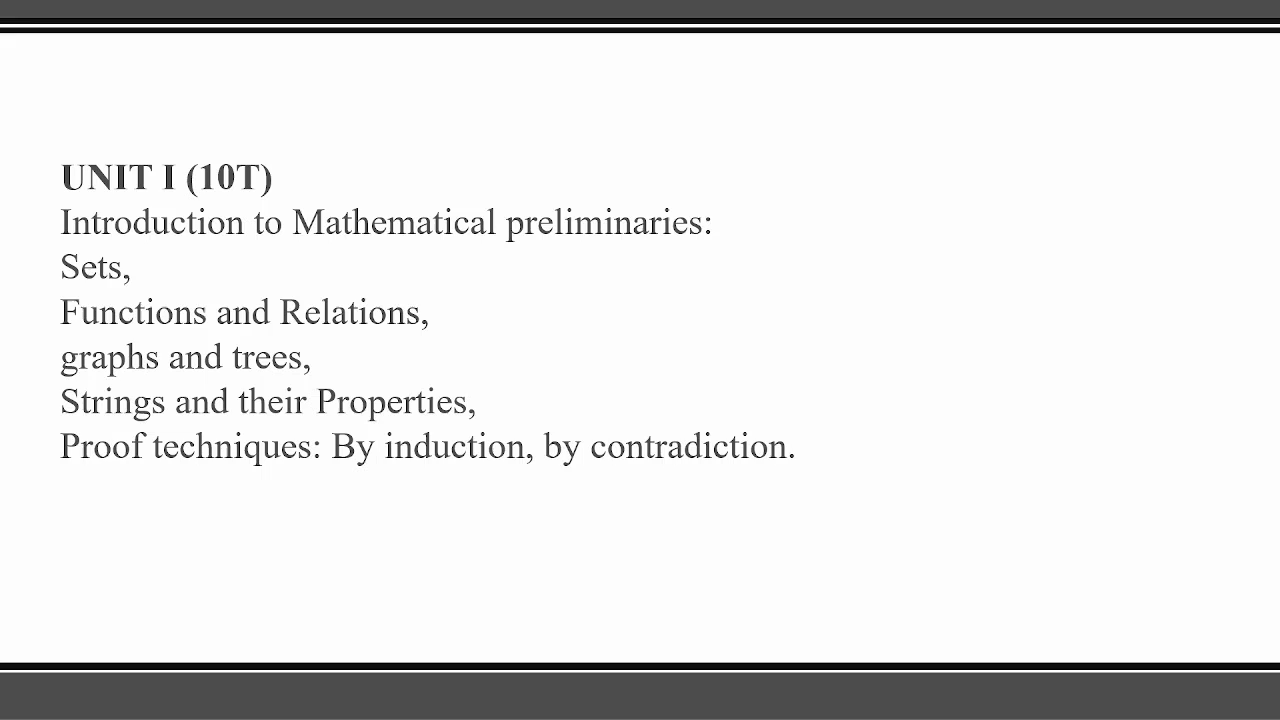 UNIT I (10T)
Introduction to Mathematical preliminaries:
Sets,
Functions and Relations,
graphs and trees,
Strings and their Properties,
Proof techniques: By induction, by contradiction.